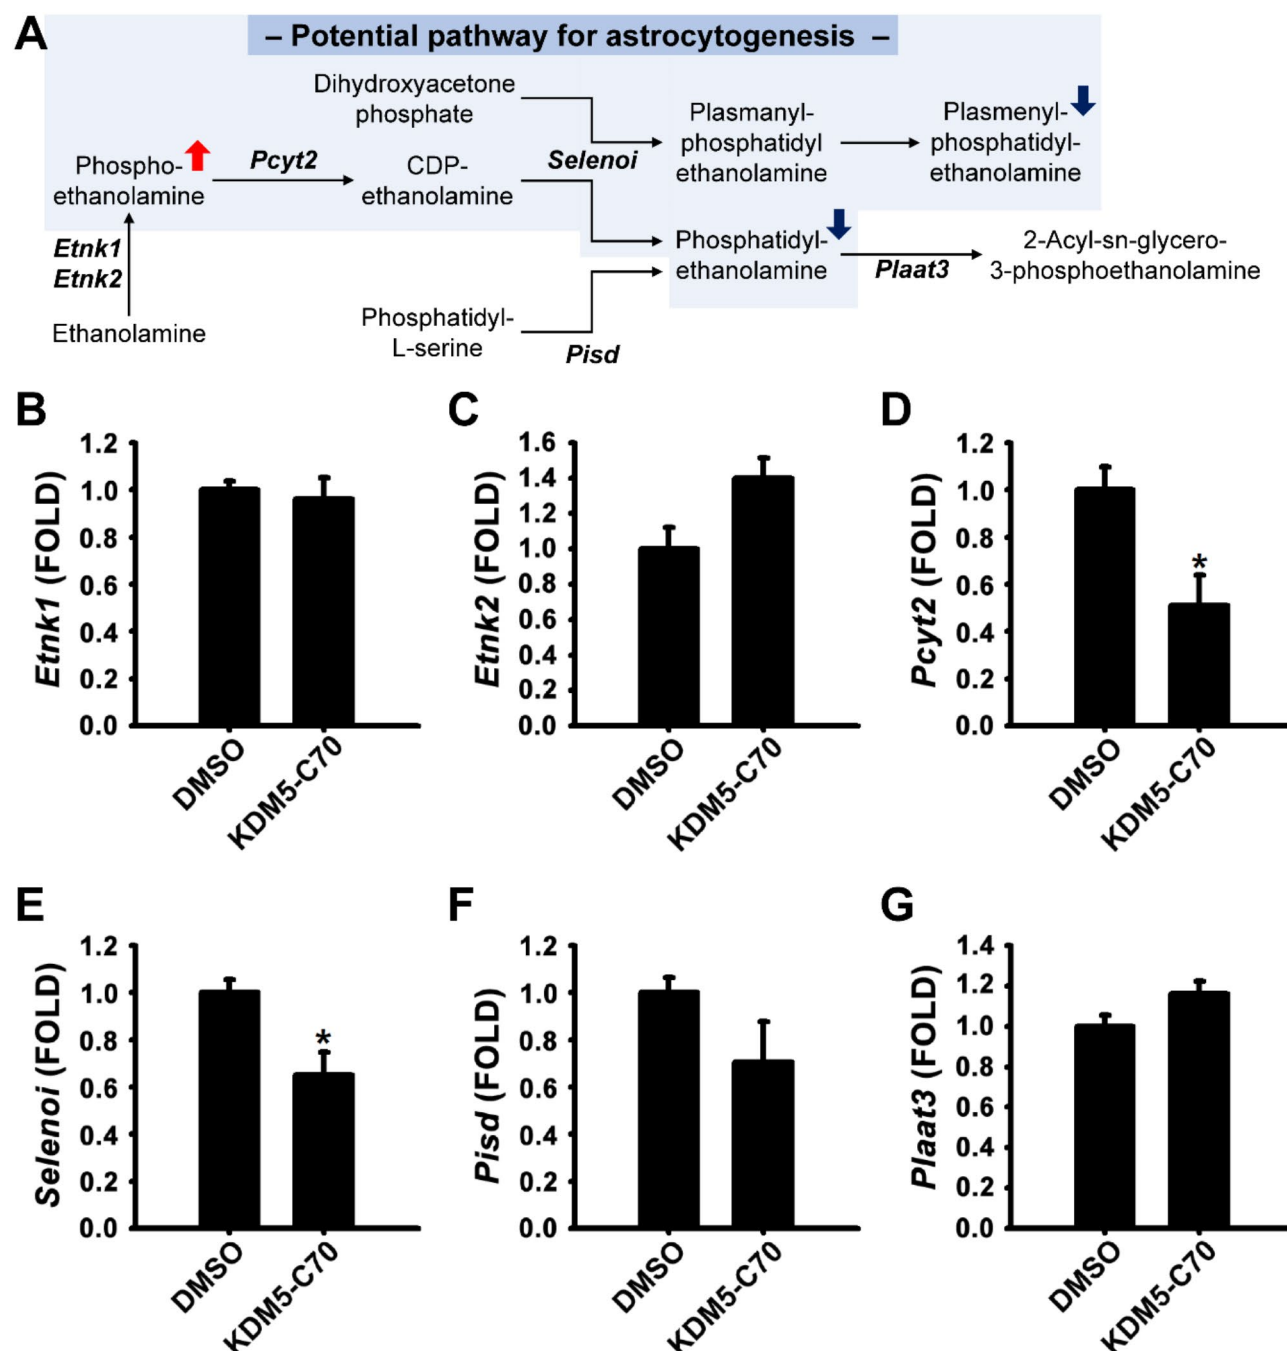 A
– Potential pathway for astrocytogenesis –
Dihydroxyacetone
phosphate
Plasmanyl-
phosphatidyl
ethanolamine
Plasmenyl-
phosphatidyl-
ethanolamine
Phospho-
ethanolamine
Pcyt2
CDP-
ethanolamine
Selenoi
Etnk1
Etnk2
Phosphatidyl-
ethanolamine
Plaat3
2-Acyl-sn-glycero-
3-phosphoethanolamine
Ethanolamine
Phosphatidyl-
L-serine
Pisd
B
Etnk1 (FOLD)
1.2
1.0
0.8
0.6
0.4
0.2
0.0
DMSO
KDM5-C70
C
Etnk2 (FOLD)
1.6
1.4
1.2
1.0
0.8
0.6
0.4
0.2
0.0
DMSO
KDM5-C70
D
Pcyt2 (FOLD)
1.2
1.0
0.8
0.6
0.4
0.2
0.0
*
DMSO
KDM5-C70
E
Selenoi (FOLD)
1.2
1.0
0.8
0.6
0.4
0.2
0.0
*
DMSO
KDM5-C70
F
Pisd (FOLD)
1.2
1.0
0.8
0.6
0.4
0.2
0.0
DMSO
KDM5-C70
G
Plaat3 (FOLD)
1.4
1.2
1.0
0.8
0.6
0.4
0.2
0.0
DMSO
KDM5-C70